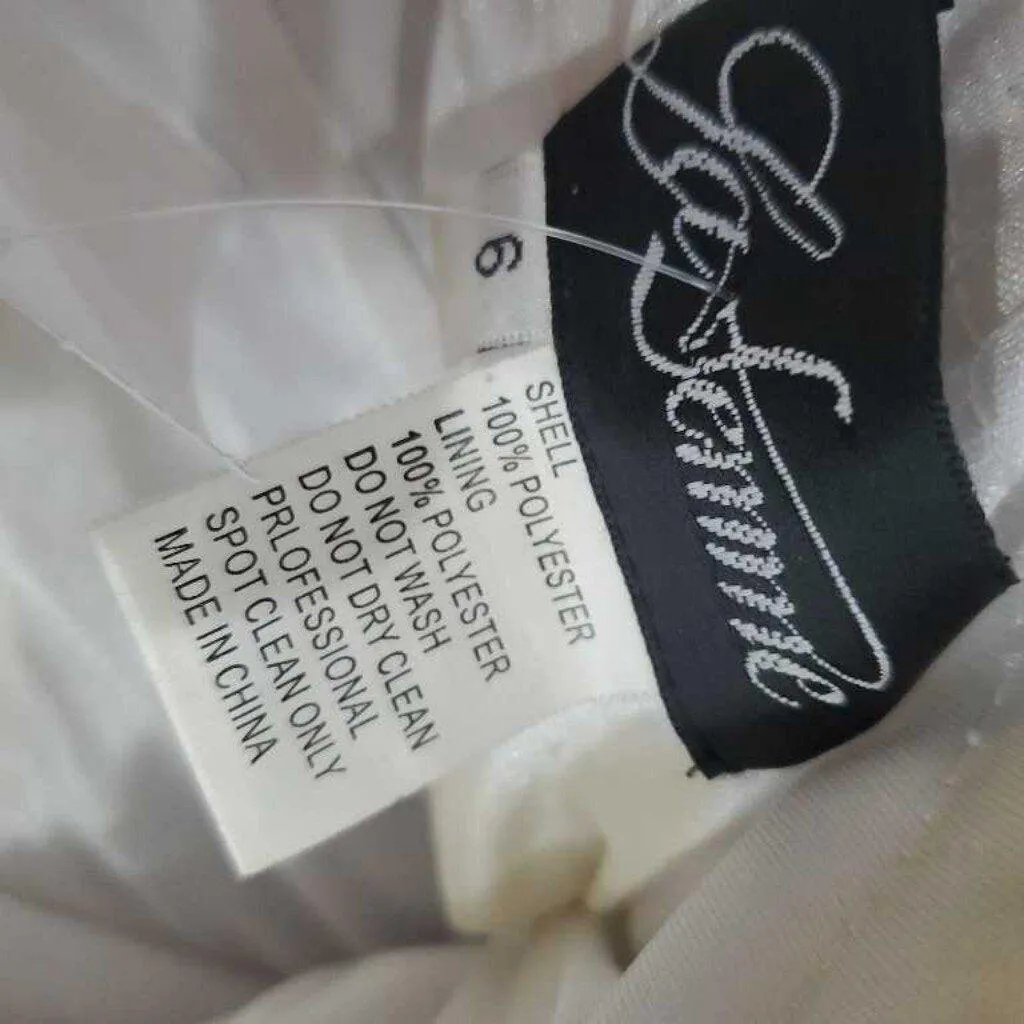 La Femme
6
SHELL
100% POLYESTER
LINING
100% POLYESTER
DO NOT WASH
DO NOT DRY CLEAN
PRLOFESSIONAL
SPOT CLEAN ONLY
MADE IN CHINA